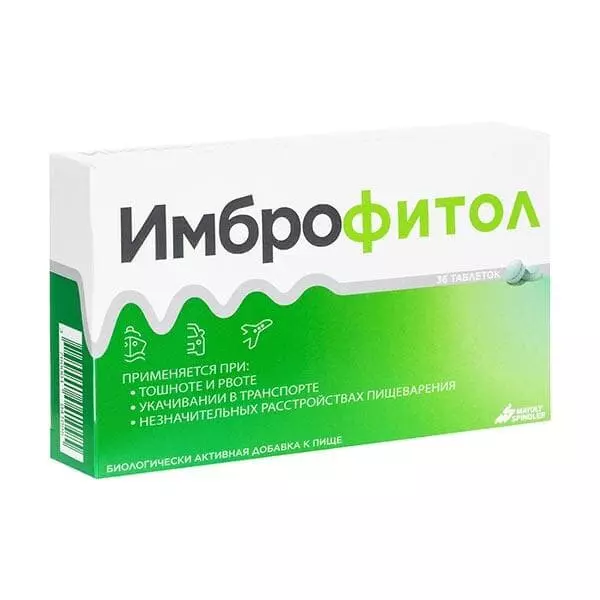 Имброфитол
36 ТАБЛЕТОК
ПРИМЕНЯЕТСЯ ПРИ:
• ТОШНОТЕ И РВОТЕ
• УКАЧИВАНИИ В ТРАНСПОРТЕ
• НЕЗНАЧИТЕЛЬНЫХ РАССТРОЙСТВАХ ПИЩЕВАРЕНИЯ
MAYOLY
SPINDLER
БИОЛОГИЧЕСКИ АКТИВНАЯ ДОБАВКА К ПИЩЕ